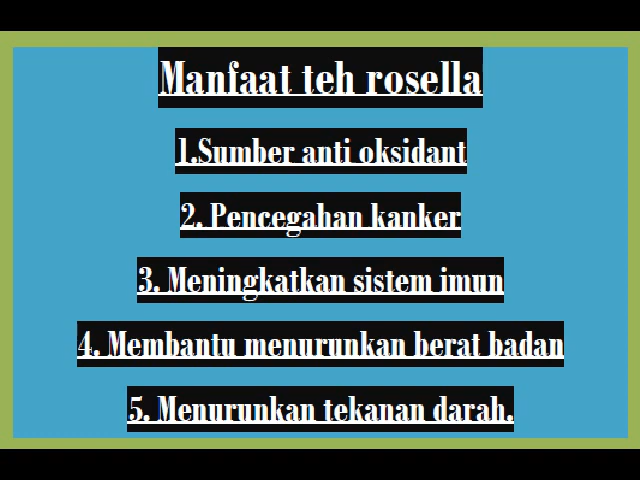 Manfaat teh rosella
1.Sumber anti oksidant
2. Pencegahan kanker
3. Meningkatkan sistem imun
4. Membantu menurunkan berat badan
5. Menurunkan tekanan darah.